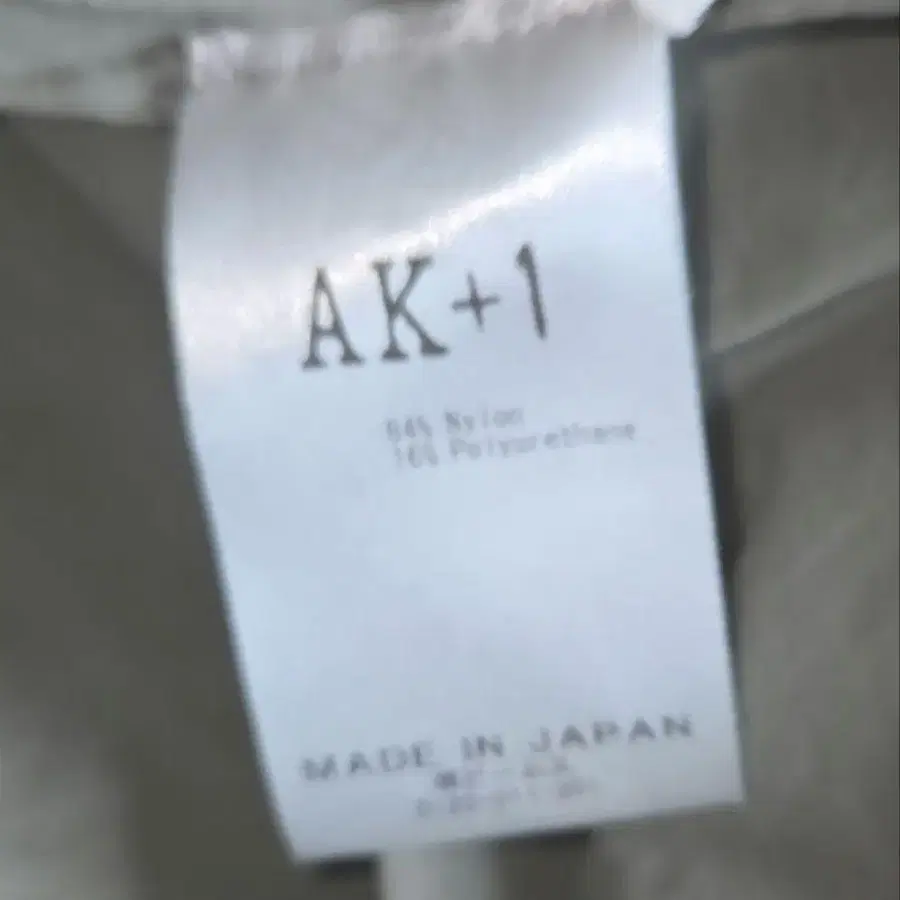 AK+1
84% Nylon
16% Polyurethane
MADE IN JAPAN